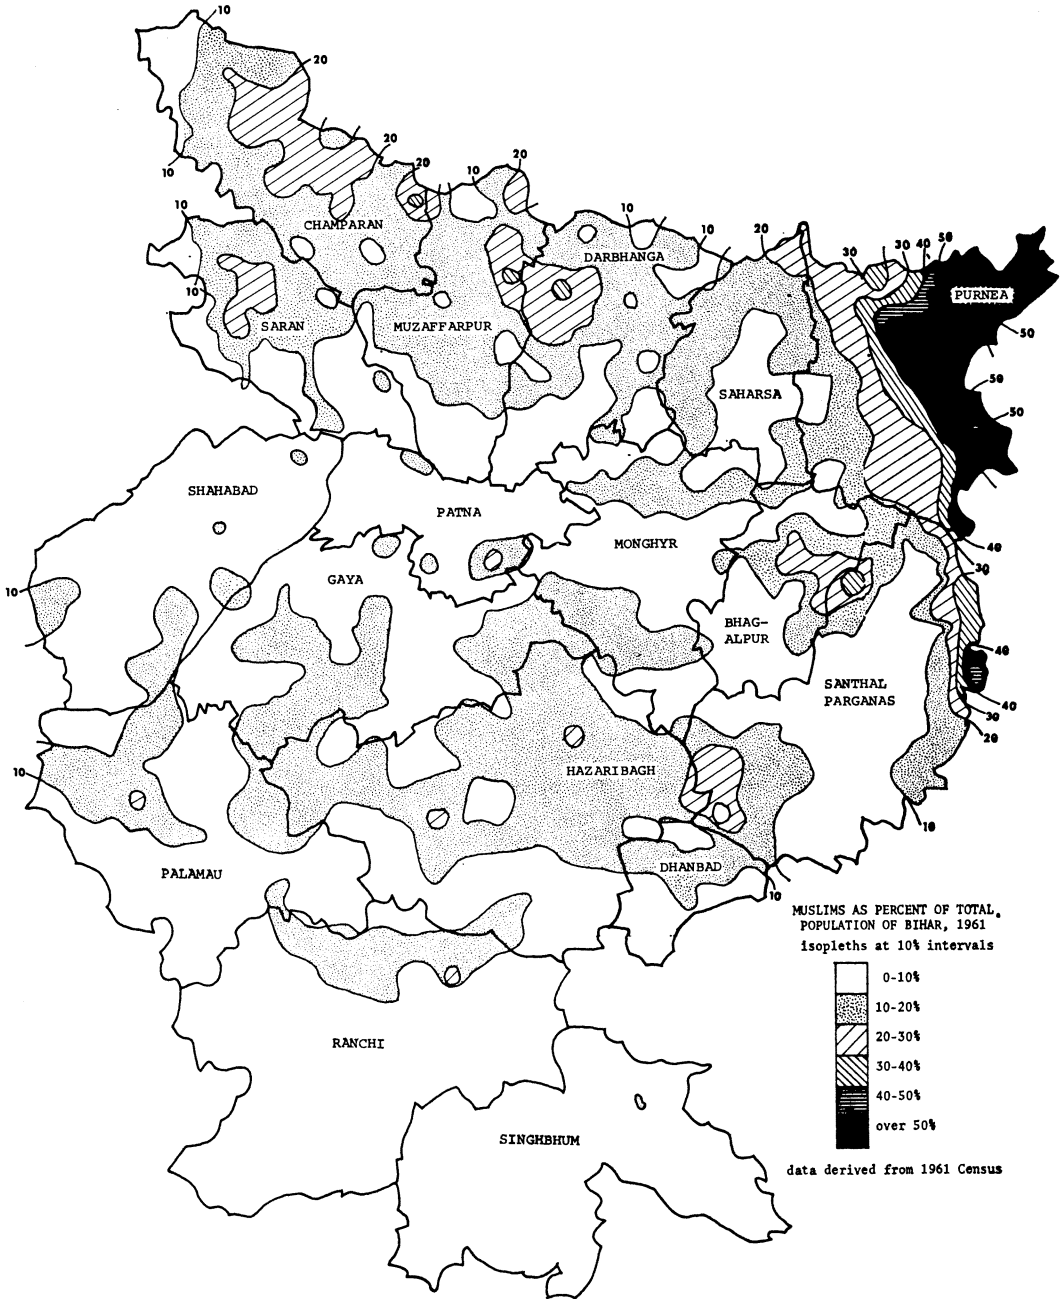 10
20
10
20
20
10
20
10
10
20
30
30
40
50
10
CHAMPARAN
DARBHANGA
10
PURNEA
SARAN
MUZAFFARPUR
50
50
SAHARSA
50
SHAHABAD
PATNA
MONGHYR
40
30
GAYA
10
BHAG-
ALPUR
40
SANTHAL
PARGANAS
40
30
20
10
HAZARIBAGH
10
PALAMAU
DHANBAD
10
MUSLIMS AS PERCENT OF TOTAL
POPULATION OF BIHAR, 1961
isopleths at 10% intervals
0-10%
10-20%
20-30%
30-40%
40-50%
over 50%
RANCHI
SINGHBHUM
data derived from 1961 Census